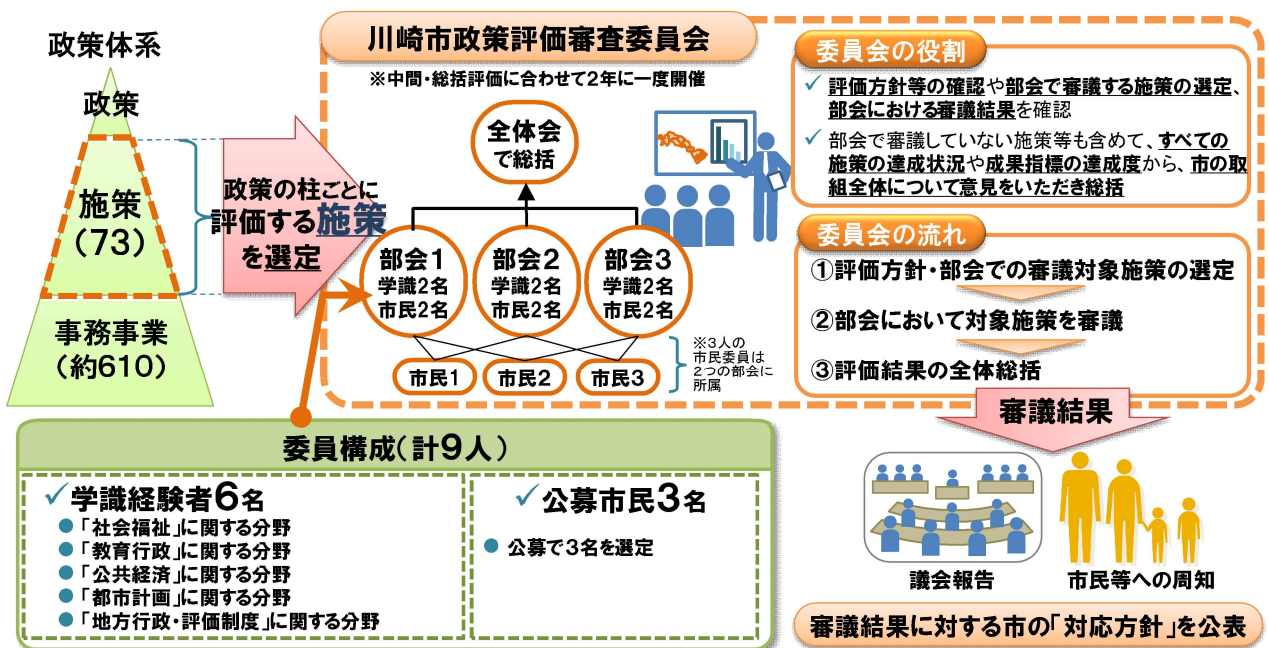 政策体系
政策
施策
(73)
事務事業
(約610)
政策の柱ごとに
評価する施策
を選定
川崎市政策評価審査委員会
※中間・総括評価に合わせて2年に一度開催
全体会
で総括
部会1
学識2名
市民2名
部会2
学識2名
市民2名
部会3
学識2名
市民2名
市民1
市民2
市民3
※3人の
市民委員は
2つの部会に
所属
委員会の役割
✓ 評価方針等の確認や部会で審議する施策の選定、
部会における審議結果を確認
✓ 部会で審議していない施策等も含めて、すべての
施策の達成状況や成果指標の達成度から、市の取
組全体について意見をいただき総括
委員会の流れ
①評価方針・部会での審議対象施策の選定
②部会において対象施策を審議
③評価結果の全体総括
審議結果
議会報告
市民等への周知
審議結果に対する市の「対応方針」を公表
委員構成(計9人)
✓学識経験者6名
●「社会福祉」に関する分野
●「教育行政」に関する分野
●「公共経済」に関する分野
●「都市計画」に関する分野
●「地方行政・評価制度」に関する分野
✓公募市民3名
● 公募で3名を選定